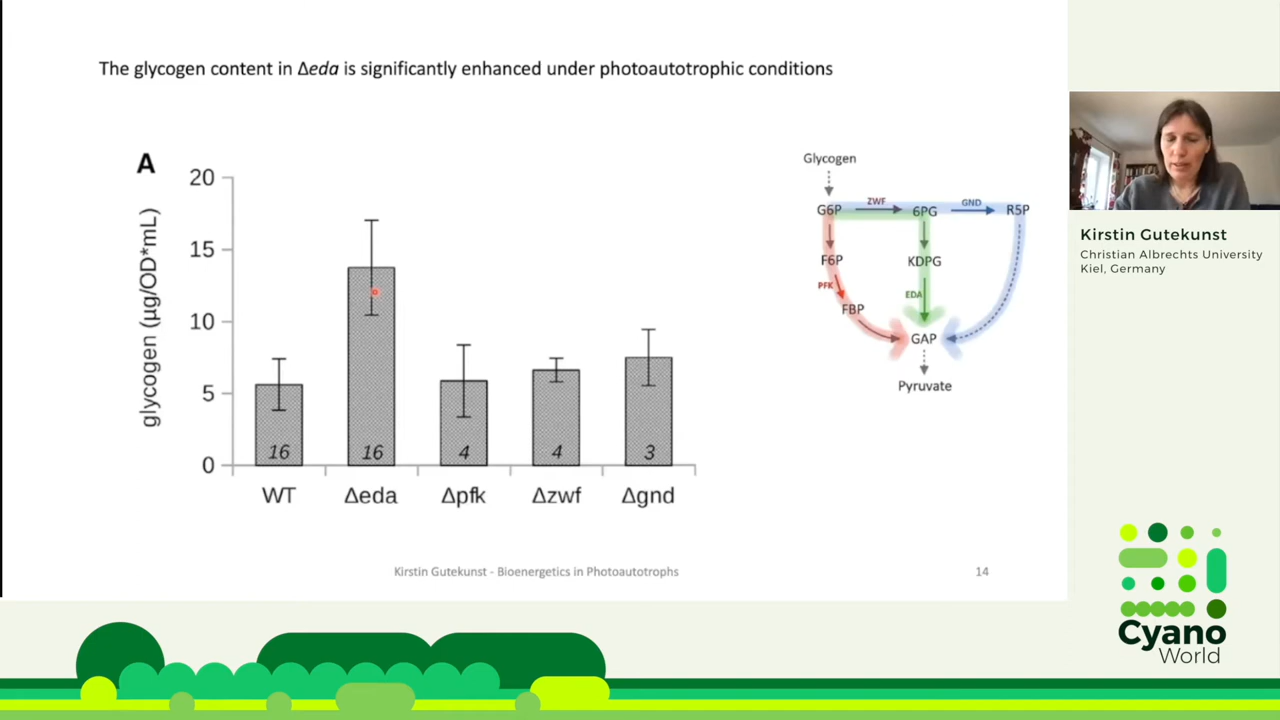 The glycogen content in Δeda is significantly enhanced under photoautotrophic conditions
A
glycogen (µg/OD*mL)
20
15
10
5
0
16
16
4
4
3
WT
Δeda
Δpfk
Δzwf
Δgnd
Glycogen
G6P
ZWF
6PG
GND
R5P
F6P
KDPG
PFK
EDA
FBP
GAP
Pyruvate
Kirstin Gutekunst - Bioenergetics in Photoautotrophs
14
Kirstin Gutekunst
Christian Albrechts University
Kiel, Germany
Cyano
World